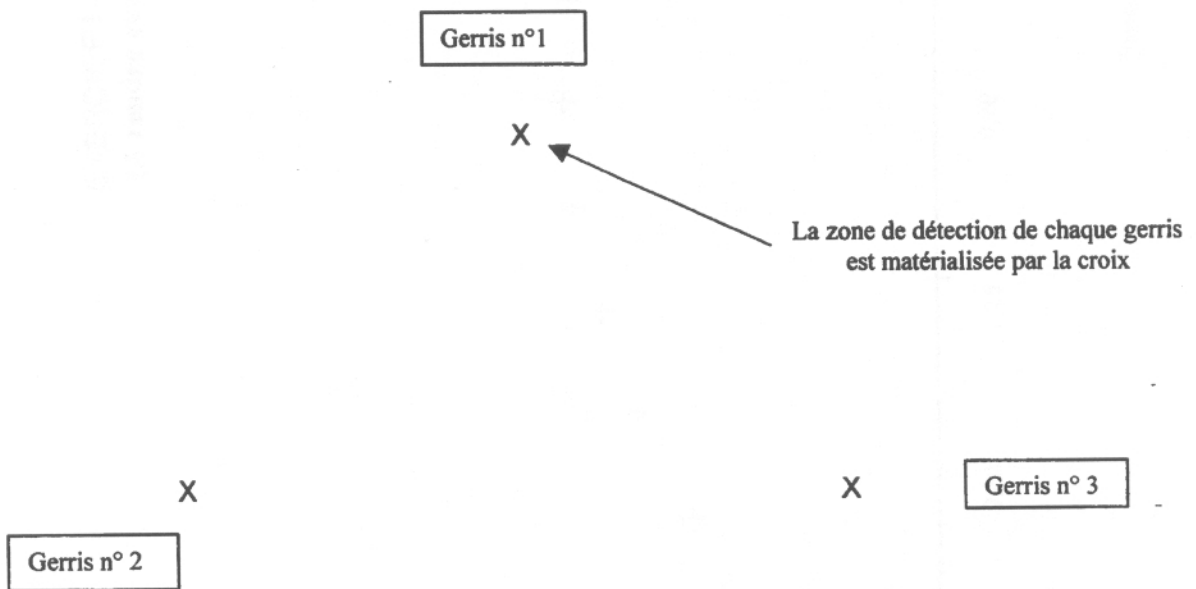 Gerris n°1
X
La zone de détection de chaque gerris
est matérialisée par la croix
X
X
Gerris n° 3
Gerris n° 2